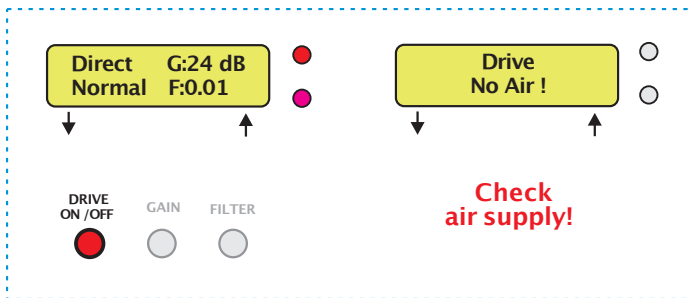 Direct G:24 dB
Normal F:0.01
Drive
No Air !
DRIVE
ON /OFF
GAIN
FILTER
Check
air supply!